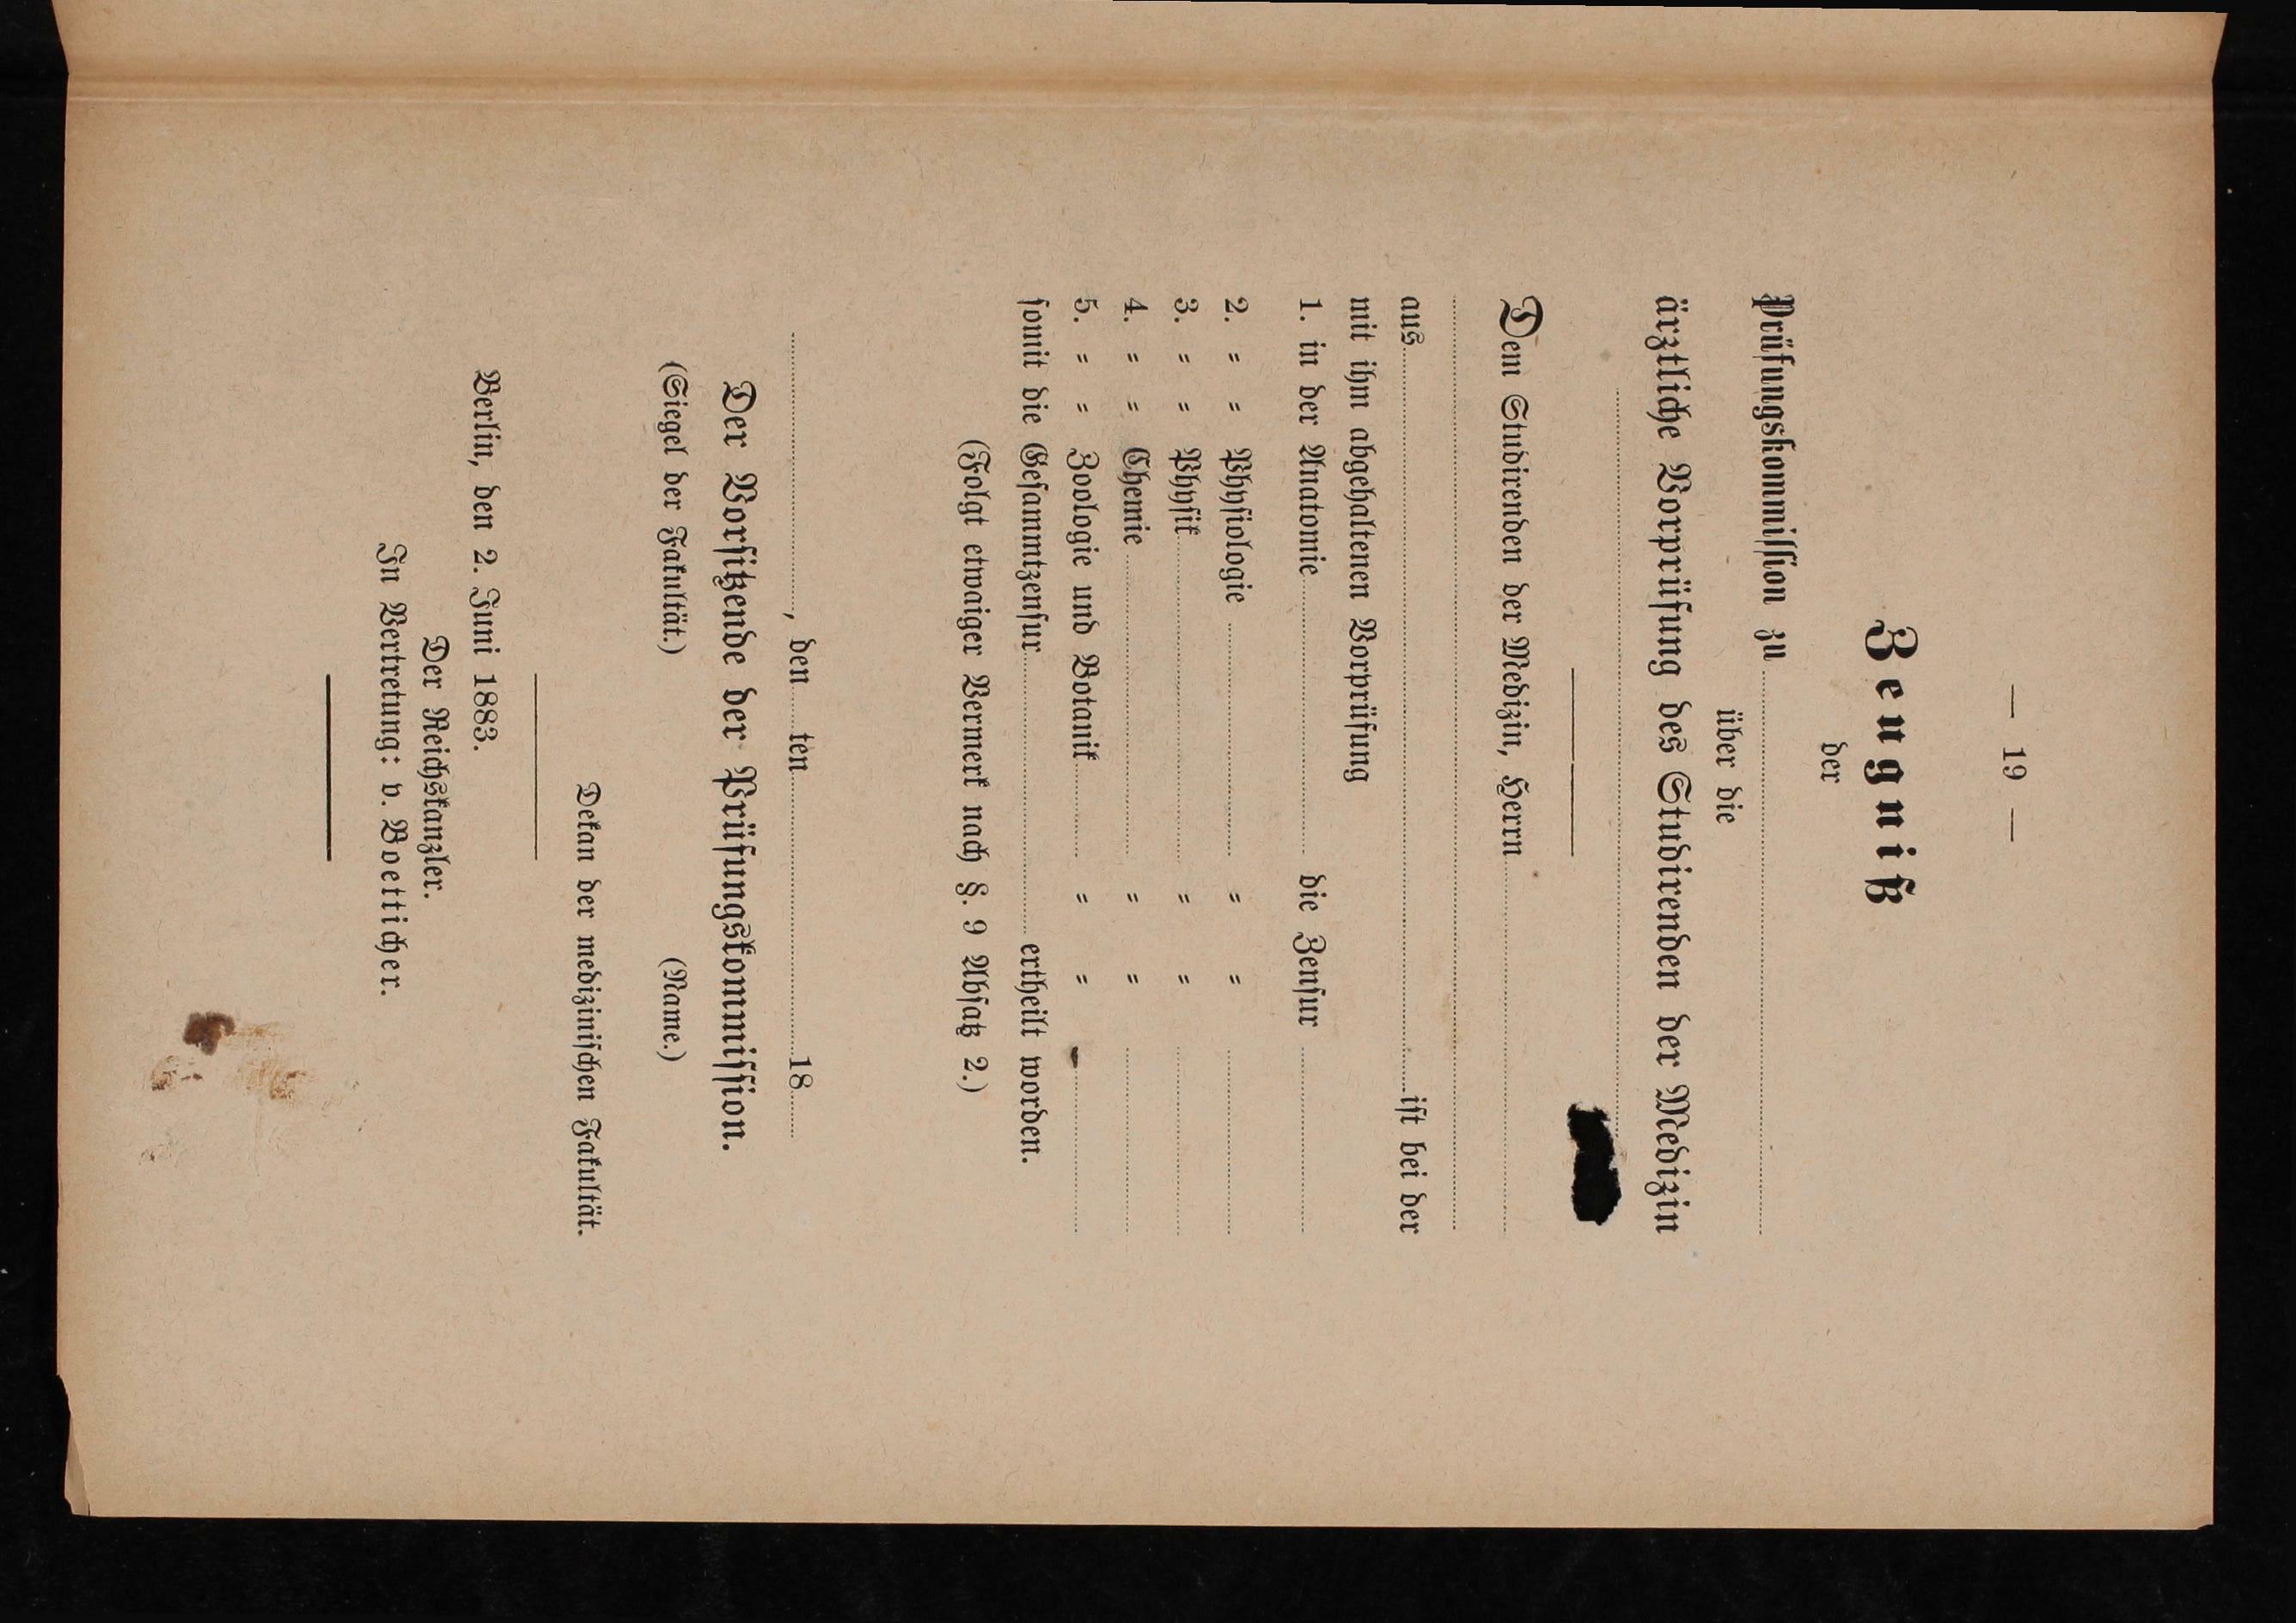 — 19 —
Zeugniß
der
Prüfungskommission zu
über die
ärztliche Vorprüfung des Studirenden der Medizin
Dem Studirenden der Medizin, Herrn
aus ist bei der
mit ihm abgehaltenen Vorprüfung
1. in der Anatomie die Zensur
2. " " Physiologie " "
3. " " Physik " "
4. " " Chemie " "
5. " " Zoologie und Botanik " "
somit die Gesammtzensur ertheilt worden.
(Folgt etwaiger Vermerk nach §. 9 Absatz 2.)
, den ten 18
Der Vorsitzende der Prüfungskommission.
(Siegel der Fakultät.) (Name.)
Dekan der medizinischen Fakultät.
Berlin, den 2. Juni 1883.
Der Reichskanzler.
In Vertretung: v. Boetticher.